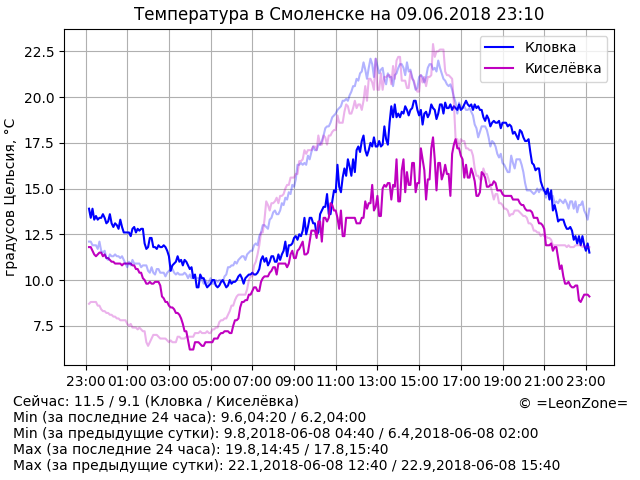 Температура в Смоленске на 09.06.2018 23:10
градусов Цельсия, °C
22.5
20.0
17.5
15.0
12.5
10.0
7.5
Кловка
Киселёвка
23:00 01:00 03:00 05:00 07:00 09:00 11:00 13:00 15:00 17:00 19:00 21:00 23:00
Сейчас: 11.5 / 9.1 (Кловка / Киселёвка)
© =LeonZone=
Min (за последние 24 часа): 9.6,04:20 / 6.2,04:00
Min (за предыдущие сутки): 9.8,2018-06-08 04:40 / 6.4,2018-06-08 02:00
Max (за последние 24 часа): 19.8,14:45 / 17.8,15:40
Max (за предыдущие сутки): 22.1,2018-06-08 12:40 / 22.9,2018-06-08 15:40